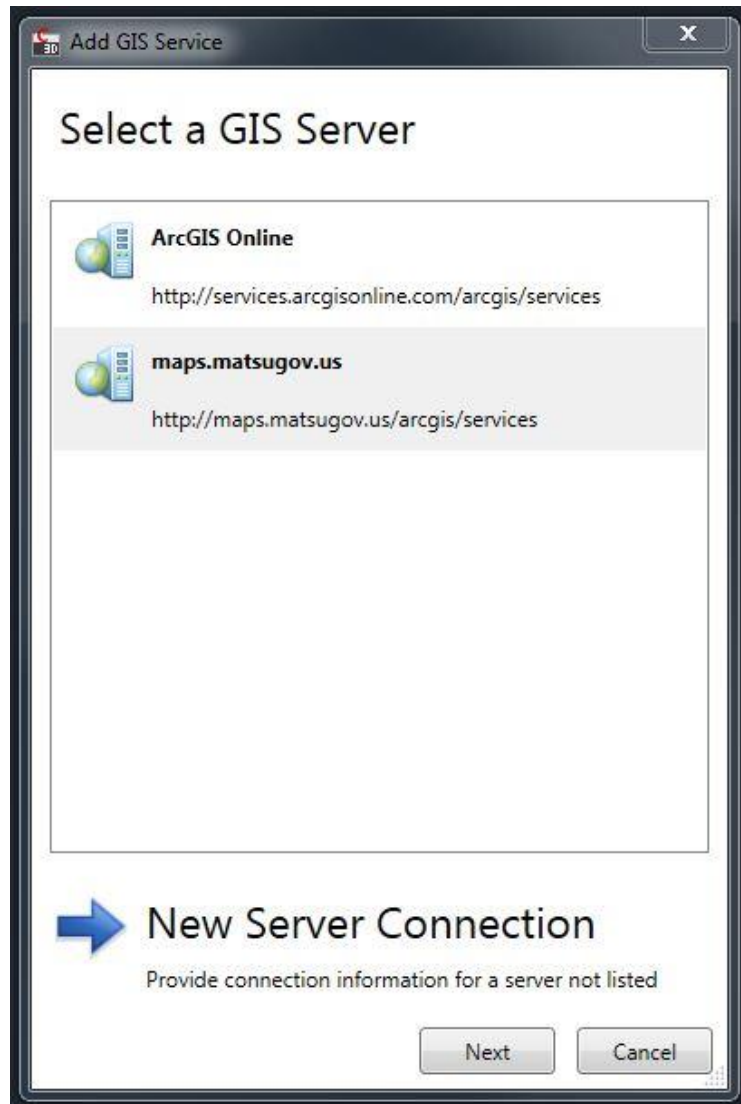 3D Add GIS Service X
Select a GIS Server
ArcGIS Online
http://services.arcgisonline.com/arcgis/services
maps.matsugov.us
http://maps.matsugov.us/arcgis/services
New Server Connection
Provide connection information for a server not listed
Next Cancel